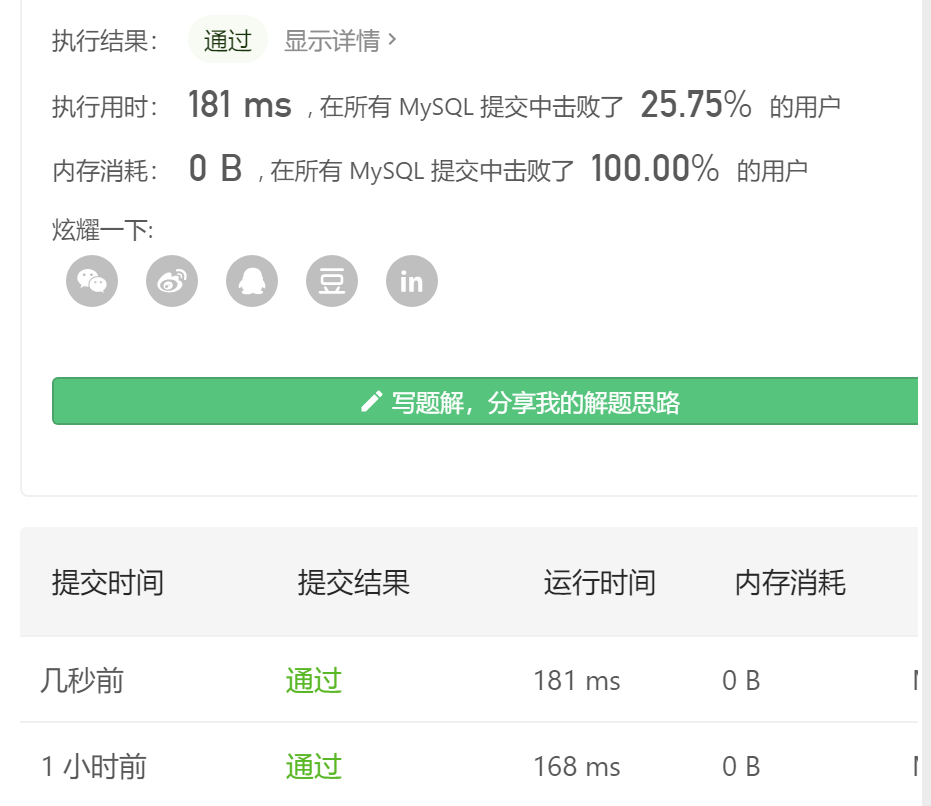 执行结果： 通过 显示详情 ›
执行用时： 181 ms , 在所有 MySQL 提交中击败了 25.75% 的用户
内存消耗： 0 B , 在所有 MySQL 提交中击败了 100.00% 的用户
炫耀一下:
豆 in
写题解，分享我的解题思路
提交时间 提交结果 运行时间 内存消耗
几秒前 通过 181 ms 0 B
1 小时前 通过 168 ms 0 B